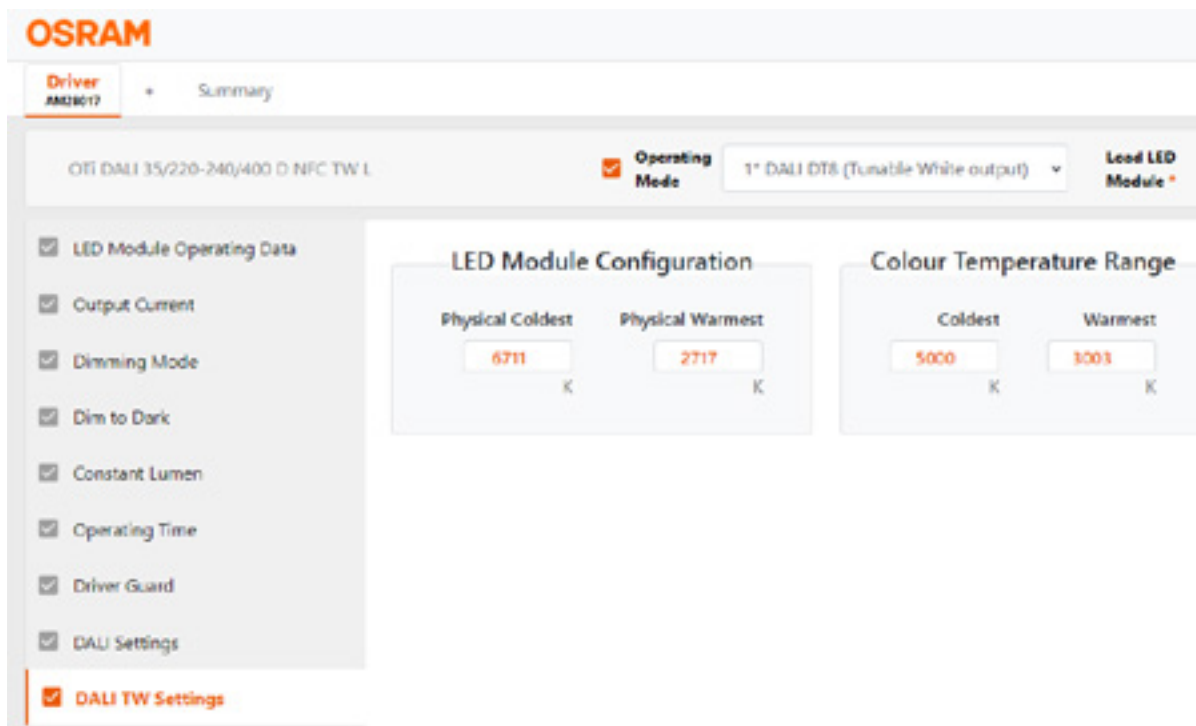 OSRAM
Driver
AM28017
+ Summary
OTi DALI 35/220-240/400 D NFC TW L
Operating Mode
1* DALI DT8 (Tunable White output)
Load LED Module *
LED Module Operating Data
Output Current
Dimming Mode
Dim to Dark
Constant Lumen
Operating Time
Driver Guard
DALI Settings
DALI TW Settings
LED Module Configuration
Physical Coldest Physical Warmest
6711 2717
K K
Colour Temperature Range
Coldest Warmest
5000 3003
K K